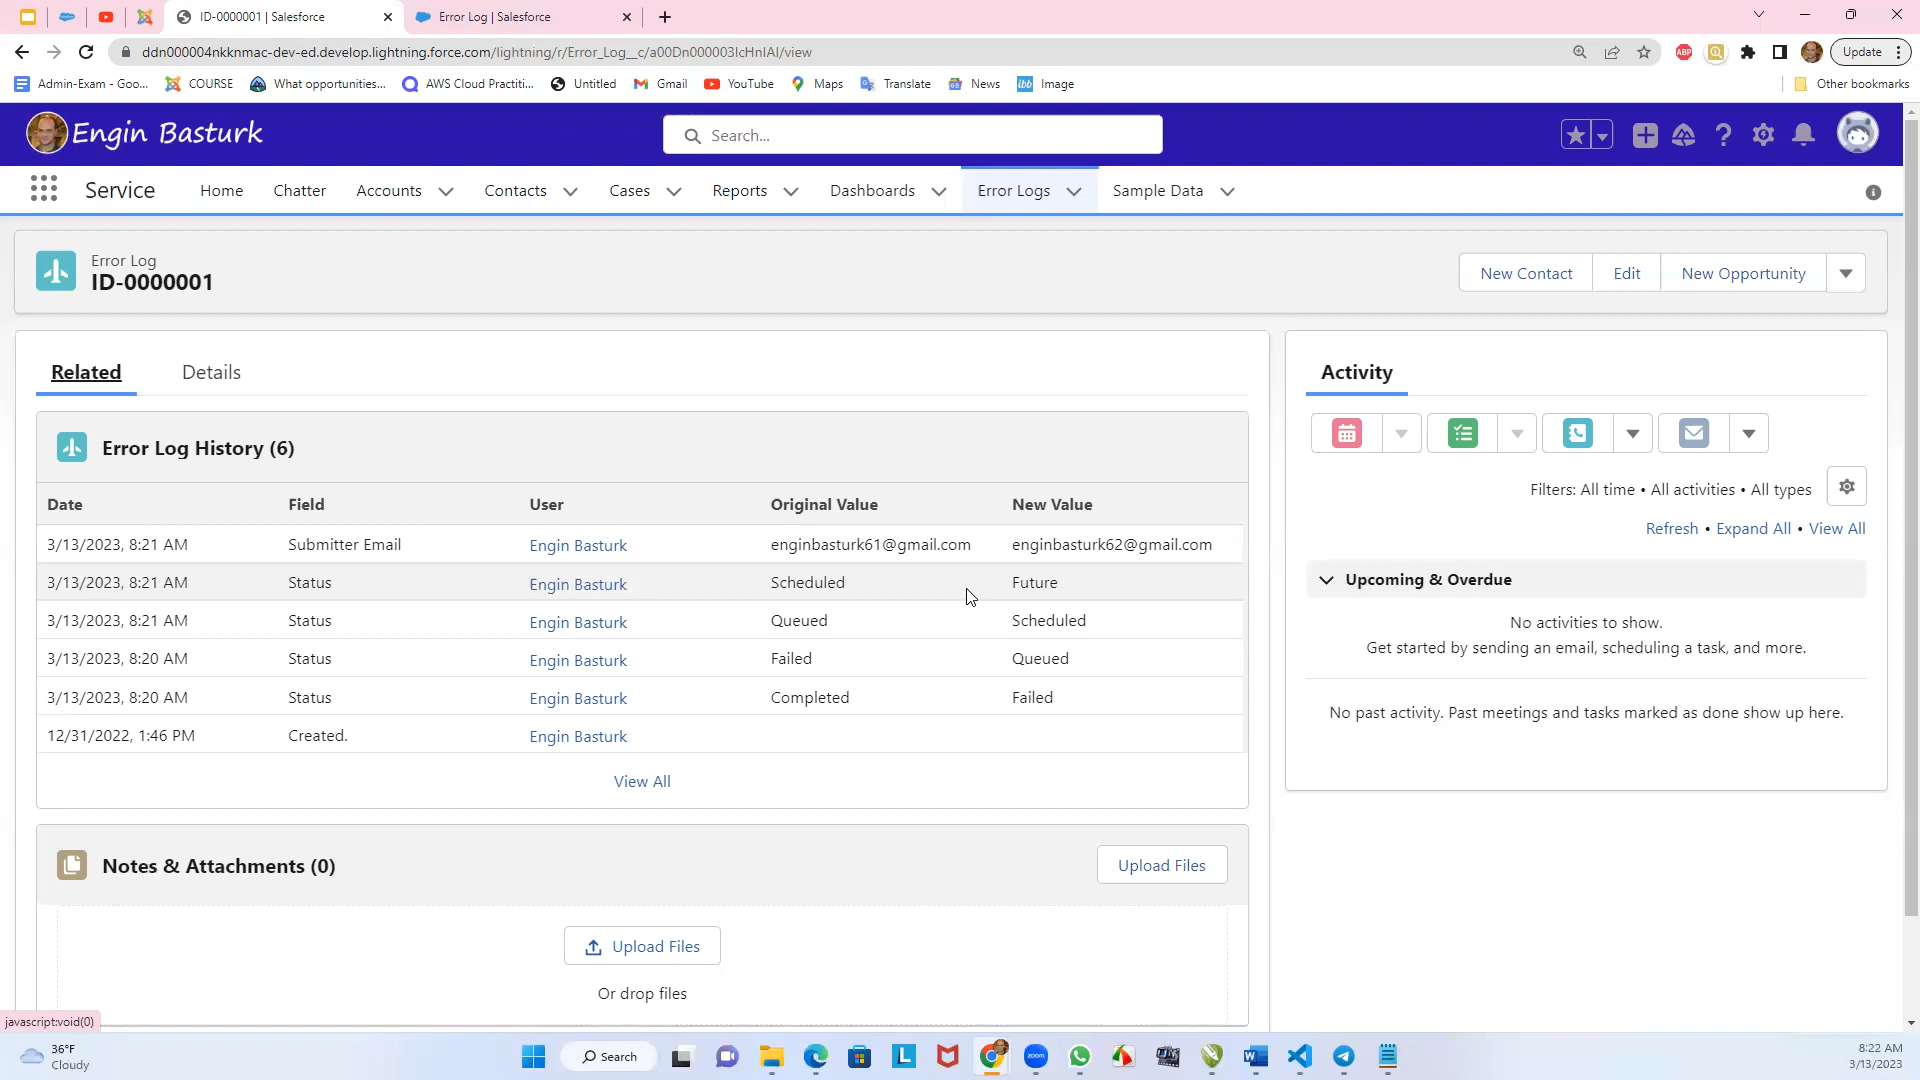 ID-0000001 | Salesforce
Error Log | Salesforce
ddn000004nkknmac-dev-ed.develop.lightning.force.com/lightning/r/Error_Log__c/a00Dn000003IcHnIAI/view
ABP
Update
Admin-Exam - Goo...
COURSE
What opportunities...
AWS Cloud Practiti...
Untitled
Gmail
YouTube
Maps
Translate
News
ibb Image
Other bookmarks
Engin Basturk
Search...
Service
Home
Chatter
Accounts
Contacts
Cases
Reports
Dashboards
Error Logs
Sample Data
Error Log
ID-0000001
New Contact
Edit
New Opportunity
Related
Details
Error Log History (6)
Date Field User Original Value New Value
3/13/2023, 8:21 AM Submitter Email Engin Basturk enginbasturk61@gmail.com enginbasturk62@gmail.com
3/13/2023, 8:21 AM Status Engin Basturk Scheduled Future
3/13/2023, 8:21 AM Status Engin Basturk Queued Scheduled
3/13/2023, 8:20 AM Status Engin Basturk Failed Queued
3/13/2023, 8:20 AM Status Engin Basturk Completed Failed
12/31/2022, 1:46 PM Created. Engin Basturk
View All
Notes & Attachments (0)
Upload Files
Upload Files
Or drop files
Activity
Filters: All time • All activities • All types
Refresh • Expand All • View All
Upcoming & Overdue
No activities to show.
Get started by sending an email, scheduling a task, and more.
No past activity. Past meetings and tasks marked as done show up here.
javascript:void(0)
36°F
Cloudy
Search
L
zoom
W
8:22 AM
3/13/2023